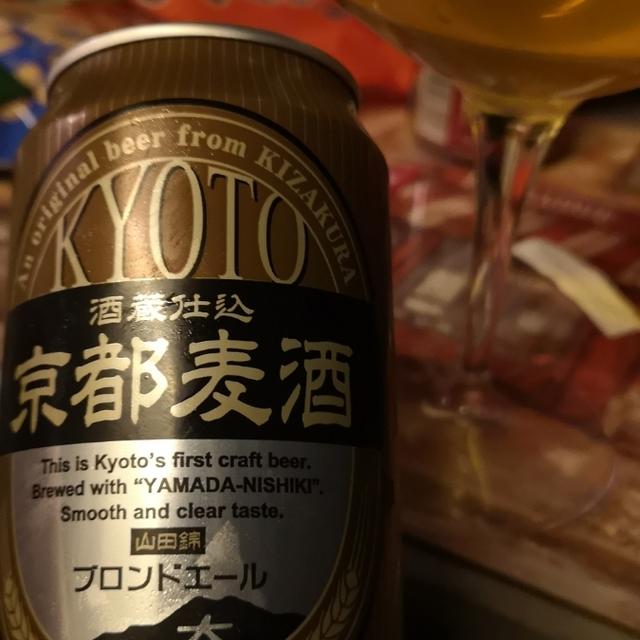 An original beer from KIZAKURA
KYOTO
酒蔵仕込
京都麦酒
This is Kyoto's first craft beer.
Brewed with "YAMADA-NISHIKI".
Smooth and clear taste.
山田錦
ブロンドエール
大